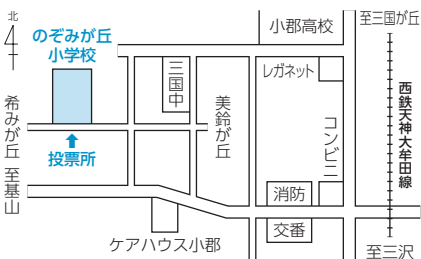 北
のぞみが丘
小学校
小郡高校
至三国が丘
三国中
レガネット
西鉄天神大牟田線
希みが丘
美鈴が丘
コンビニ
投票所
至基山
消防
交番
ケアハウス小郡
至三沢